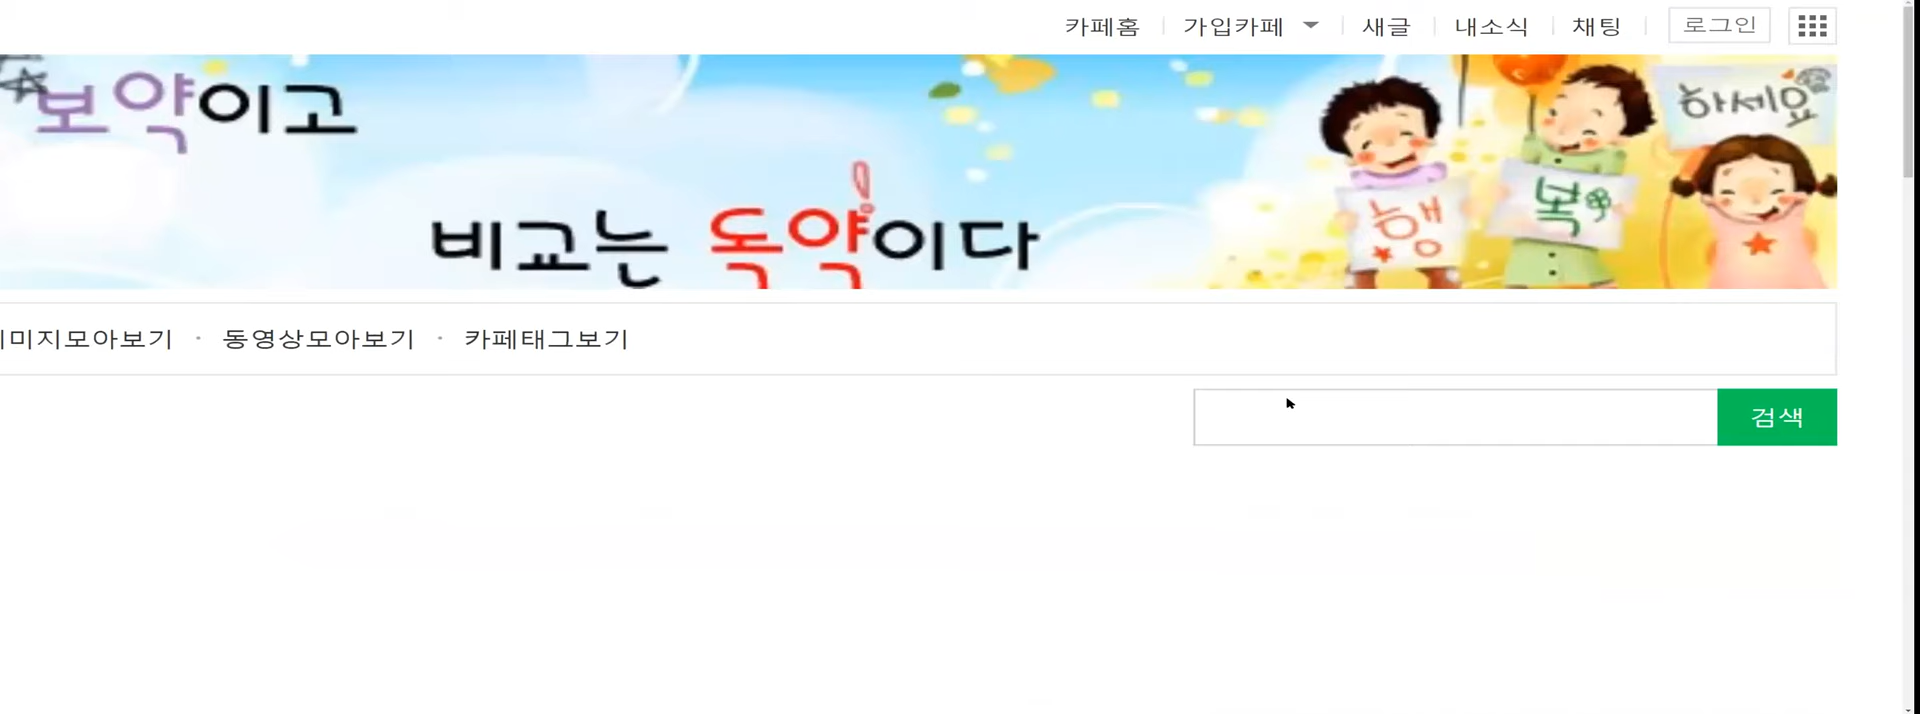 카페홈 가입카페 새글 내소식 채팅 로그인
보약이고
하세요
행 복
비교는 독약이다
이미지모아보기 · 동영상모아보기 · 카페태그보기
검색